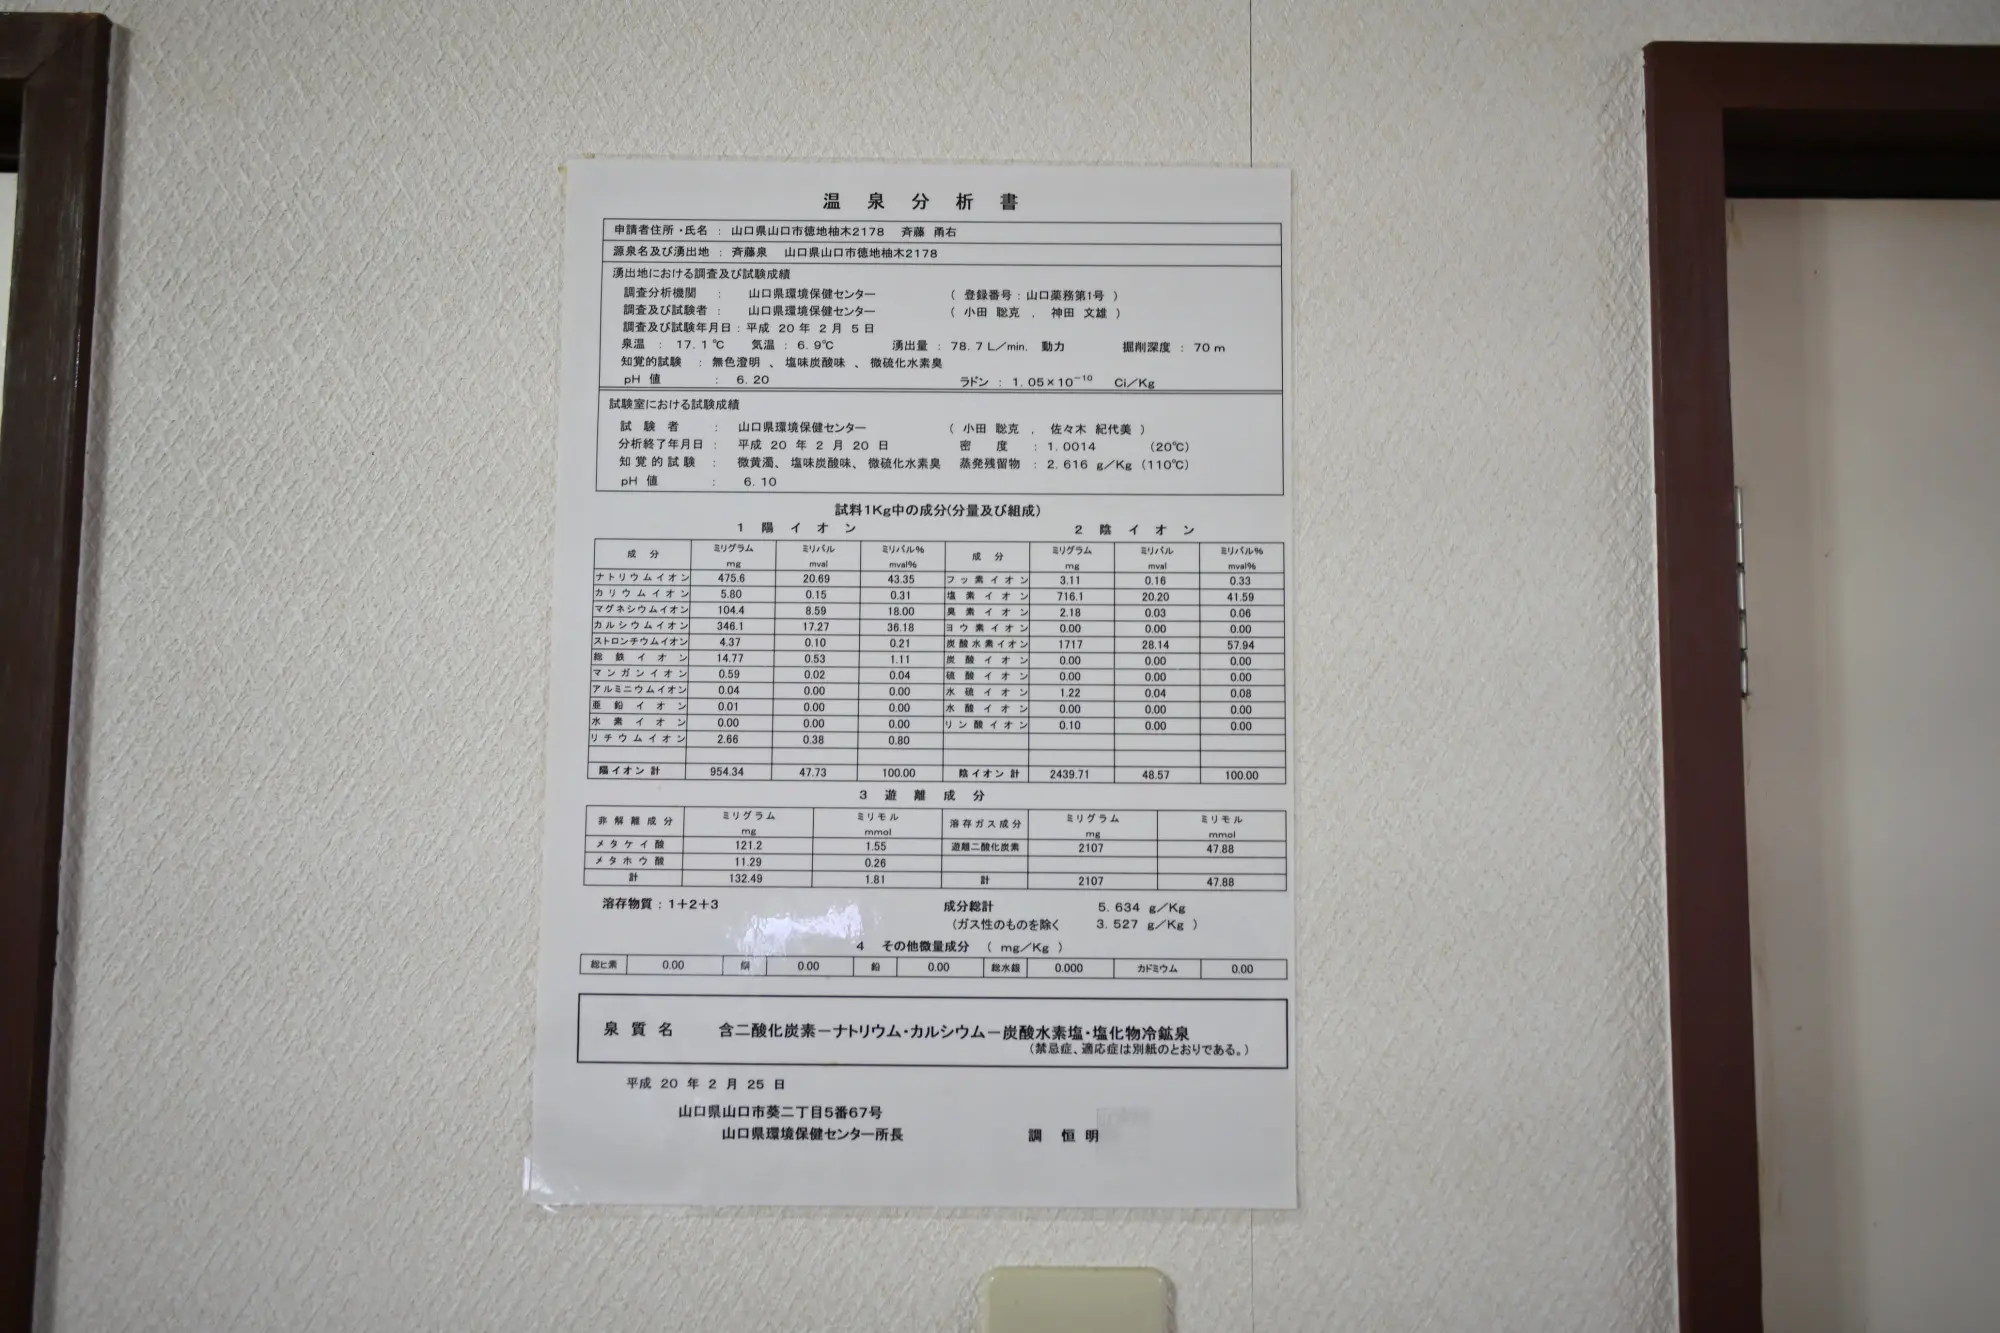 温泉分析書
申請者住所・氏名 : 山口県山口市徳地柚木2178 斉藤 甬右
源泉名及び湧出地 : 斉藤泉 山口県山口市徳地柚木2178
湧出地における調査及び試験成績
調査分析機関 : 山口県環境保健センター ( 登録番号 : 山口薬務第1号 )
調査及び試験者 : 山口県環境保健センター ( 小田 聡克 , 神田 文雄 )
調査及び試験年月日 : 平成 20 年 2 月 5 日
泉温 : 17.1℃ 気温 : 6.9℃ 湧出量 : 78.7 L/min. 動力 掘削深度 : 70 m
知覚的試験 : 無色澄明 、 塩味炭酸味 、 微硫化水素臭
pH 値 : 6.20 ラドン : 1.05×10⁻¹⁰ Ci/Kg
試験室における試験成績
試験者 : 山口県環境保健センター ( 小田 聡克 , 佐々木 紀代美 )
分析終了年月日 : 平成 20 年 2 月 20 日 密度 : 1.0014 (20℃)
知覚的試験 : 微黄濁、 塩味炭酸味、 微硫化水素臭 蒸発残留物 : 2.616 g/Kg (110℃)
pH 値 : 6.10
試料1Kg中の成分(分量及び組成)
1 陽イオン 2 陰イオン
成分 ミリグラム ミリバル ミリバル% 成分 ミリグラム ミリバル ミリバル%
mg mval mval% mg mval mval%
ナトリウムイオン 475.6 20.69 43.35 フッ素イオン 3.11 0.16 0.33
カリウムイオン 5.80 0.15 0.31 塩素イオン 716.1 20.20 41.59
マグネシウムイオン 104.4 8.59 18.00 臭素イオン 2.18 0.03 0.06
カルシウムイオン 346.1 17.27 36.18 ヨウ素イオン 0.00 0.00 0.00
ストロンチウムイオン 4.37 0.10 0.21 炭酸水素イオン 1717 28.14 57.94
総鉄イオン 14.77 0.53 1.11 炭酸イオン 0.00 0.00 0.00
マンガンイオン 0.59 0.02 0.04 硫酸イオン 0.00 0.00 0.00
アルミニウムイオン 0.04 0.00 0.00 水硫イオン 1.22 0.04 0.08
亜鉛イオン 0.01 0.00 0.00 水酸イオン 0.00 0.00 0.00
水素イオン 0.00 0.00 0.00 リン酸イオン 0.10 0.00 0.00
リチウムイオン 2.66 0.38 0.80
陽イオン計 954.34 47.73 100.00 陰イオン計 2439.71 48.57 100.00
3 遊離成分
非解離成分 ミリグラム ミリモル 溶存ガス成分 ミリグラム ミリモル
mg mmol mg mmol
メタケイ酸 121.2 1.55 遊離二酸化炭素 2107 47.88
メタホウ酸 11.29 0.26
計 132.49 1.81 計 2107 47.88
溶存物質 : 1+2+3 成分総計 5.634 g/Kg
(ガス性のものを除く 3.527 g/Kg )
4 その他微量成分 ( mg/Kg )
総ヒ素 0.00 銅 0.00 鉛 0.00 総水銀 0.000 カドミウム 0.00
泉質名 含二酸化炭素−ナトリウム・カルシウム−炭酸水素塩・塩化物冷鉱泉
(禁忌症、適応症は別紙のとおりである。)
平成 20 年 2 月 25 日
山口県山口市葵二丁目5番67号
山口県環境保健センター所長 調 恒明